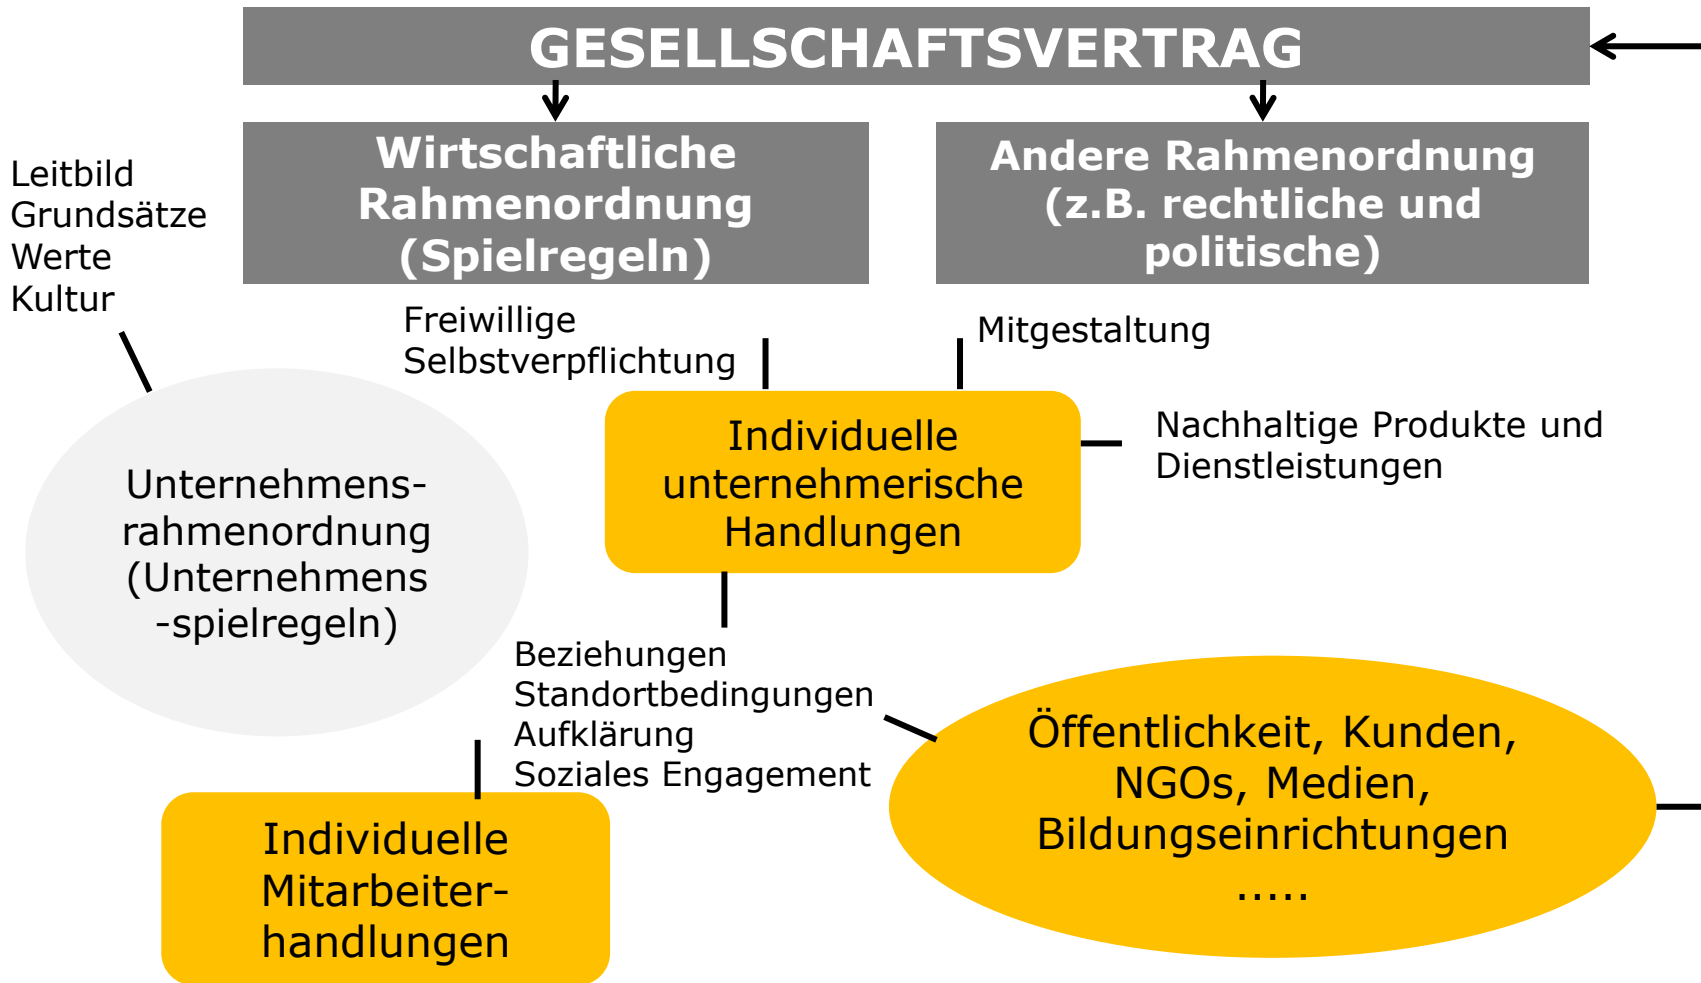 GESELLSCHAFTSVERTRAG
Wirtschaftliche
Rahmenordnung
(Spielregeln)
Andere Rahmenordnung
(z.B. rechtliche und
politische)
Leitbild
Grundsätze
Werte
Kultur
Freiwillige
Selbstverpflichtung
Mitgestaltung
Individuelle
unternehmerische
Handlungen
Nachhaltige Produkte und
Dienstleistungen
Unternehmens-
rahmenordnung
(Unternehmens
-spielregeln)
Beziehungen
Standortbedingungen
Aufklärung
Soziales Engagement
Öffentlichkeit, Kunden,
NGOs, Medien,
Bildungseinrichtungen
.....
Individuelle
Mitarbeiter-
handlungen